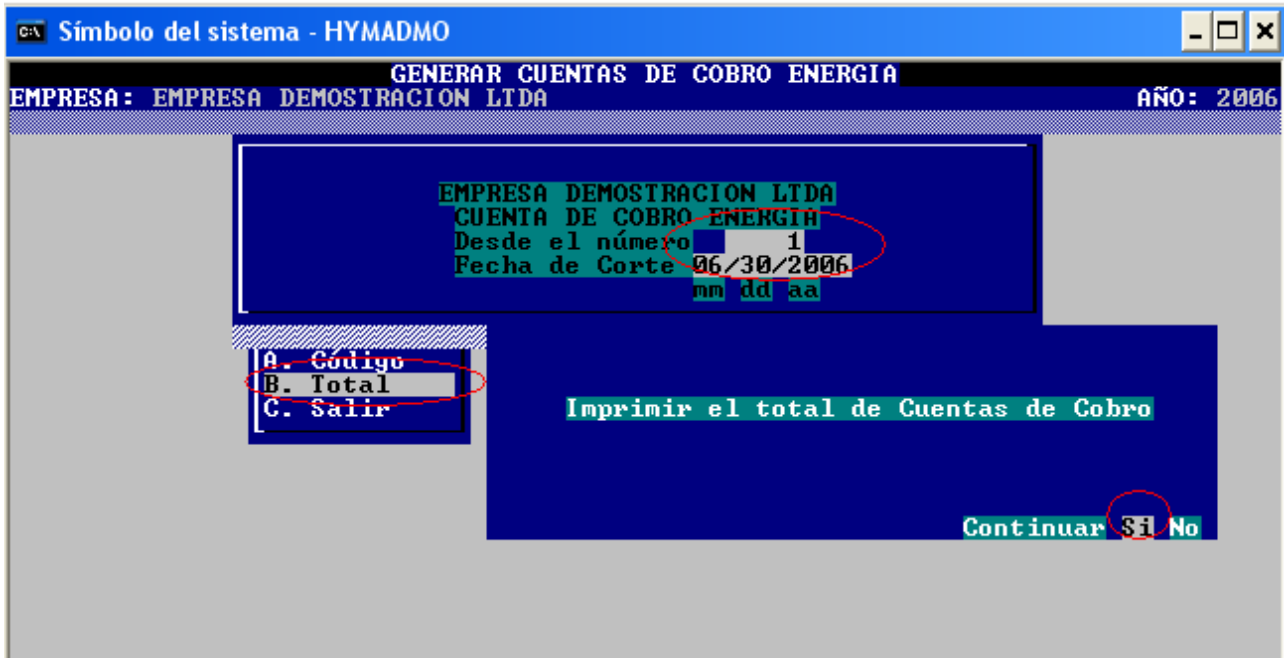 Símbolo del sistema - HYMADMO
GENERAR CUENTAS DE COBRO ENERGIA
EMPRESA: EMPRESA DEMOSTRACION LTDA AÑO: 2006
EMPRESA DEMOSTRACION LTDA
CUENTA DE COBRO ENERGIA
Desde el número 1
Fecha de Corte 06/30/2006
mm dd aa
A. Código
B. Total
C. Salir
Imprimir el total de Cuentas de Cobro
Continuar Si No